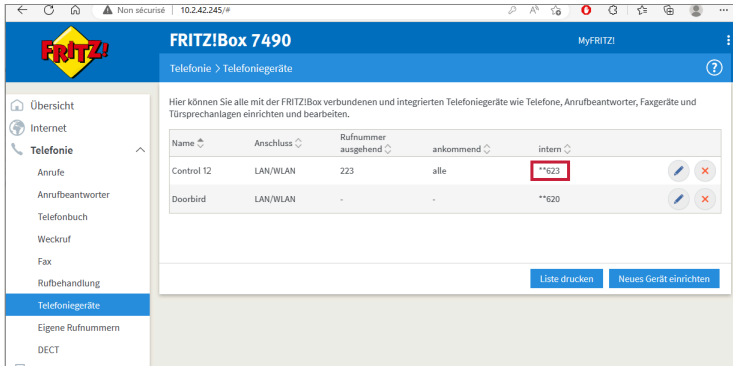 Non sécurisé 10.2.42.245/#
FRITZ!
FRITZ!Box 7490
MyFRITZ!
Telefonie > Telefoniegeräte
?
Übersicht
Internet
Telefonie
Anrufe
Anrufbeantworter
Telefonbuch
Weckruf
Fax
Rufbehandlung
Telefoniegeräte
Eigene Rufnummern
DECT
Hier können Sie alle mit der FRITZ!Box verbundenen und integrierten Telefoniegeräte wie Telefone, Anrufbeantworter, Faxgeräte und
Türsprechanlagen einrichten und bearbeiten.
Name Anschluss Rufnummer ausgehend ankommend intern
Control 12 LAN/WLAN 223 alle **623
Doorbird LAN/WLAN - - **620
Liste drucken Neues Gerät einrichten